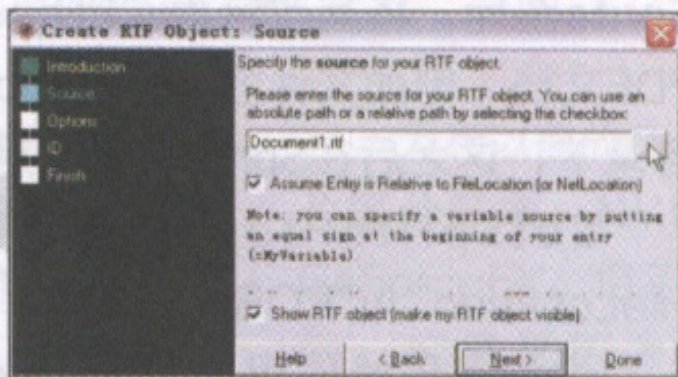 Create RTF Object: Source
Introduction
Source
Options
ID
Finish
Specify the source for your RTF object.
Please enter the source for your RTF object. You can use an
absolute path or a relative path by selecting the checkbox:
Document1.rtf
Assume Entry is Relative to FileLocation (or NetLocation)
Note: you can specify a variable source by putting
an equal sign at the beginning of your entry
(=MyVariable)
Show RTF object (make my RTF object visible)
Help
< Back
Next >
Done